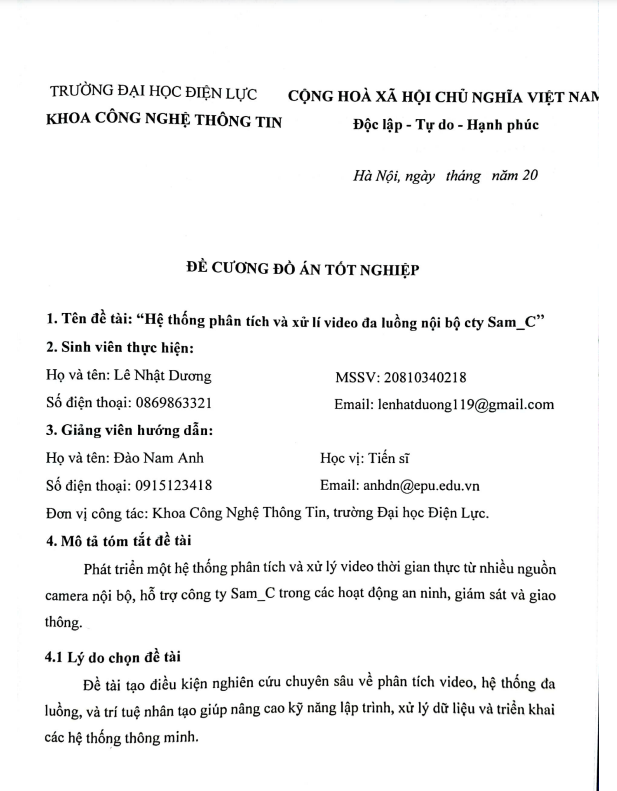 TRƯỜNG ĐẠI HỌC ĐIỆN LỰC
CỘNG HOÀ XÃ HỘI CHỦ NGHĨA VIỆT NAM
KHOA CÔNG NGHỆ THÔNG TIN
Độc lập - Tự do - Hạnh phúc
Hà Nội, ngày tháng năm 20
ĐỀ CƯƠNG ĐỒ ÁN TỐT NGHIỆP
1. Tên đề tài: “Hệ thống phân tích và xử lí video đa luồng nội bộ cty Sam_C”
2. Sinh viên thực hiện:
Họ và tên: Lê Nhật Dương MSSV: 20810340218
Số điện thoại: 0869863321 Email: lenhatduong119@gmail.com
3. Giảng viên hướng dẫn:
Họ và tên: Đào Nam Anh Học vị: Tiến sĩ
Số điện thoại: 0915123418 Email: anhdn@epu.edu.vn
Đơn vị công tác: Khoa Công Nghệ Thông Tin, trường Đại học Điện Lực.
4. Mô tả tóm tắt đề tài
Phát triển một hệ thống phân tích và xử lý video thời gian thực từ nhiều nguồn
camera nội bộ, hỗ trợ công ty Sam_C trong các hoạt động an ninh, giám sát và giao
thông.
4.1 Lý do chọn đề tài
Đề tài tạo điều kiện nghiên cứu chuyên sâu về phân tích video, hệ thống đa
luồng, và trí tuệ nhân tạo giúp nâng cao kỹ năng lập trình, xử lý dữ liệu và triển khai
các hệ thống thông minh.